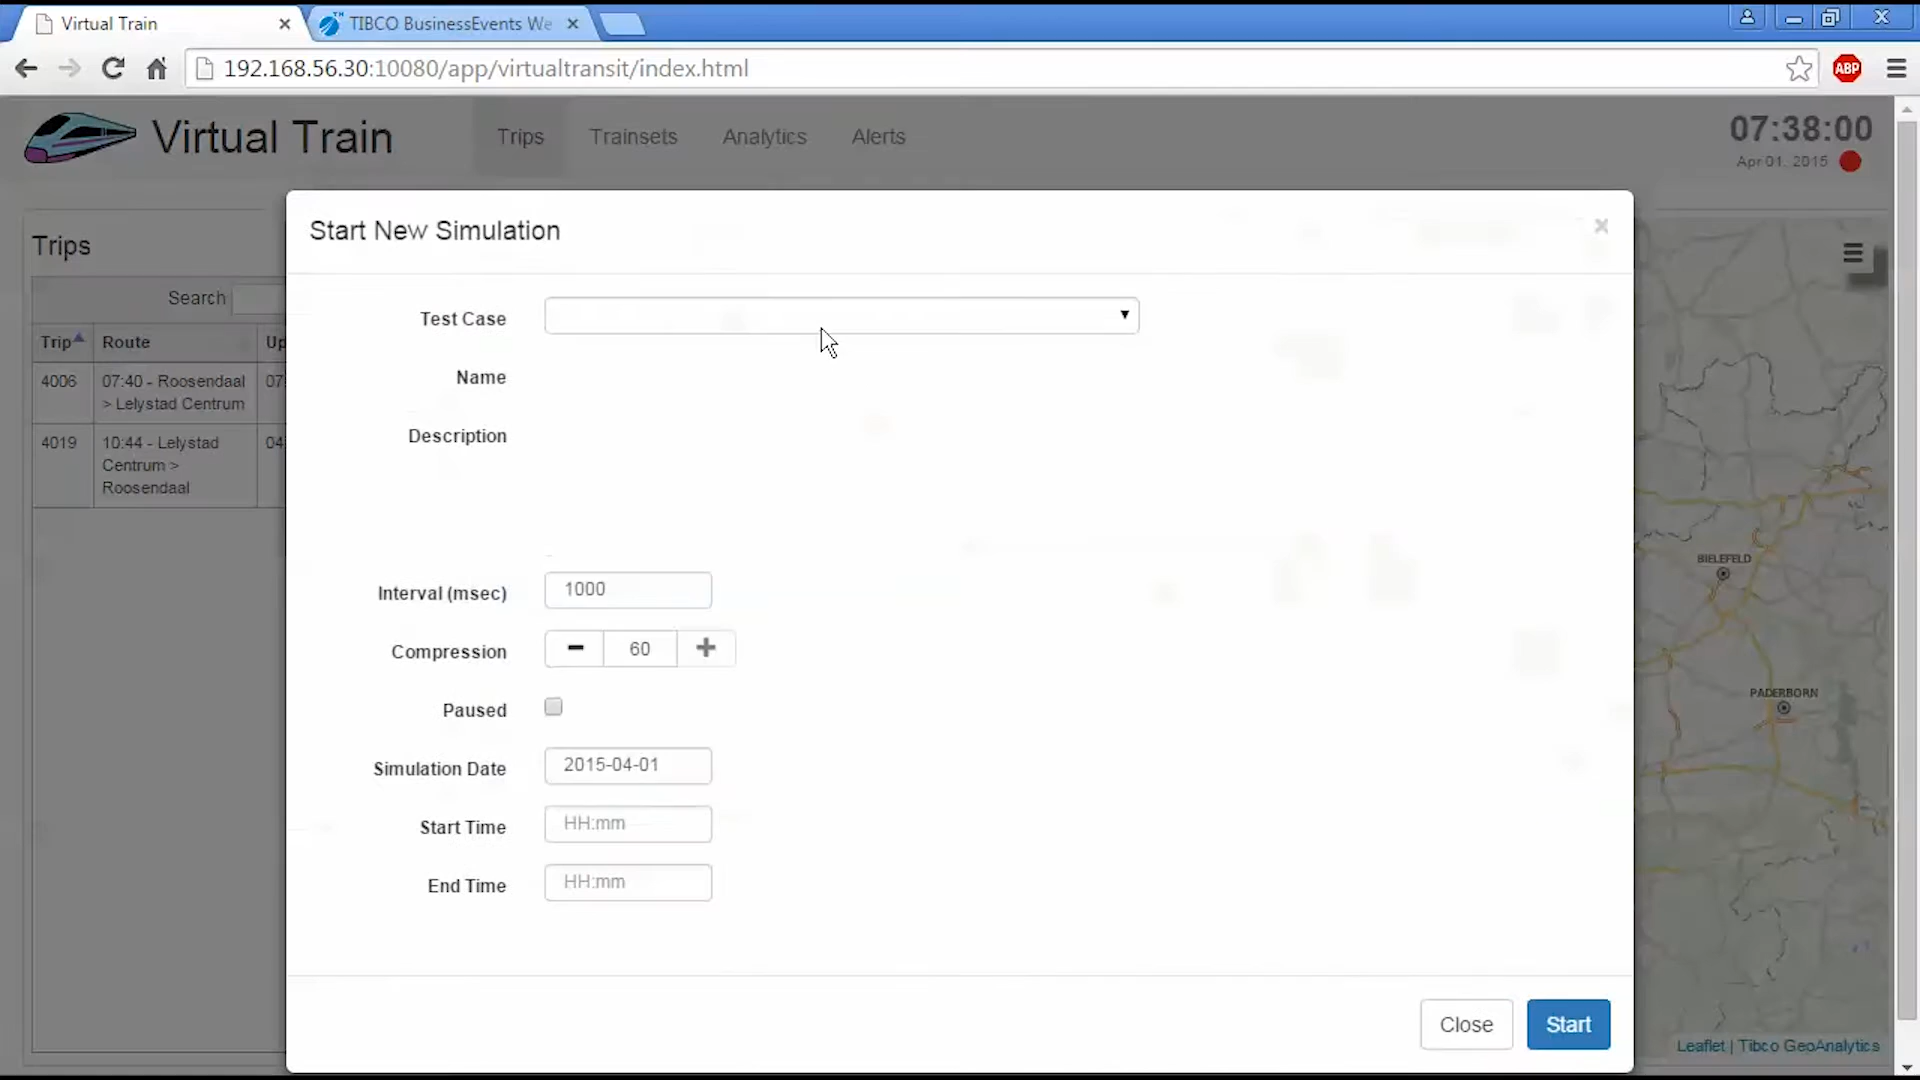 Virtual Train
TIBCO BusinessEvents We
192.168.56.30:10080/app/virtualtransit/index.html
ABP
Virtual Train
Trips
Trainsets
Analytics
Alerts
07:38:00
Apr 01, 2015
Trips
Search
Trip Route Up
4006 07:40 - Roosendaal 07
> Lelystad Centrum
4019 10:44 - Lelystad 04
Centrum >
Roosendaal
Start New Simulation
Test Case
Name
Description
Interval (msec) 1000
Compression 60
Paused
Simulation Date 2015-04-01
Start Time HH:mm
End Time HH:mm
Close Start
BIELEFELD
PADERBORN
Leaflet | Tibco GeoAnalytics